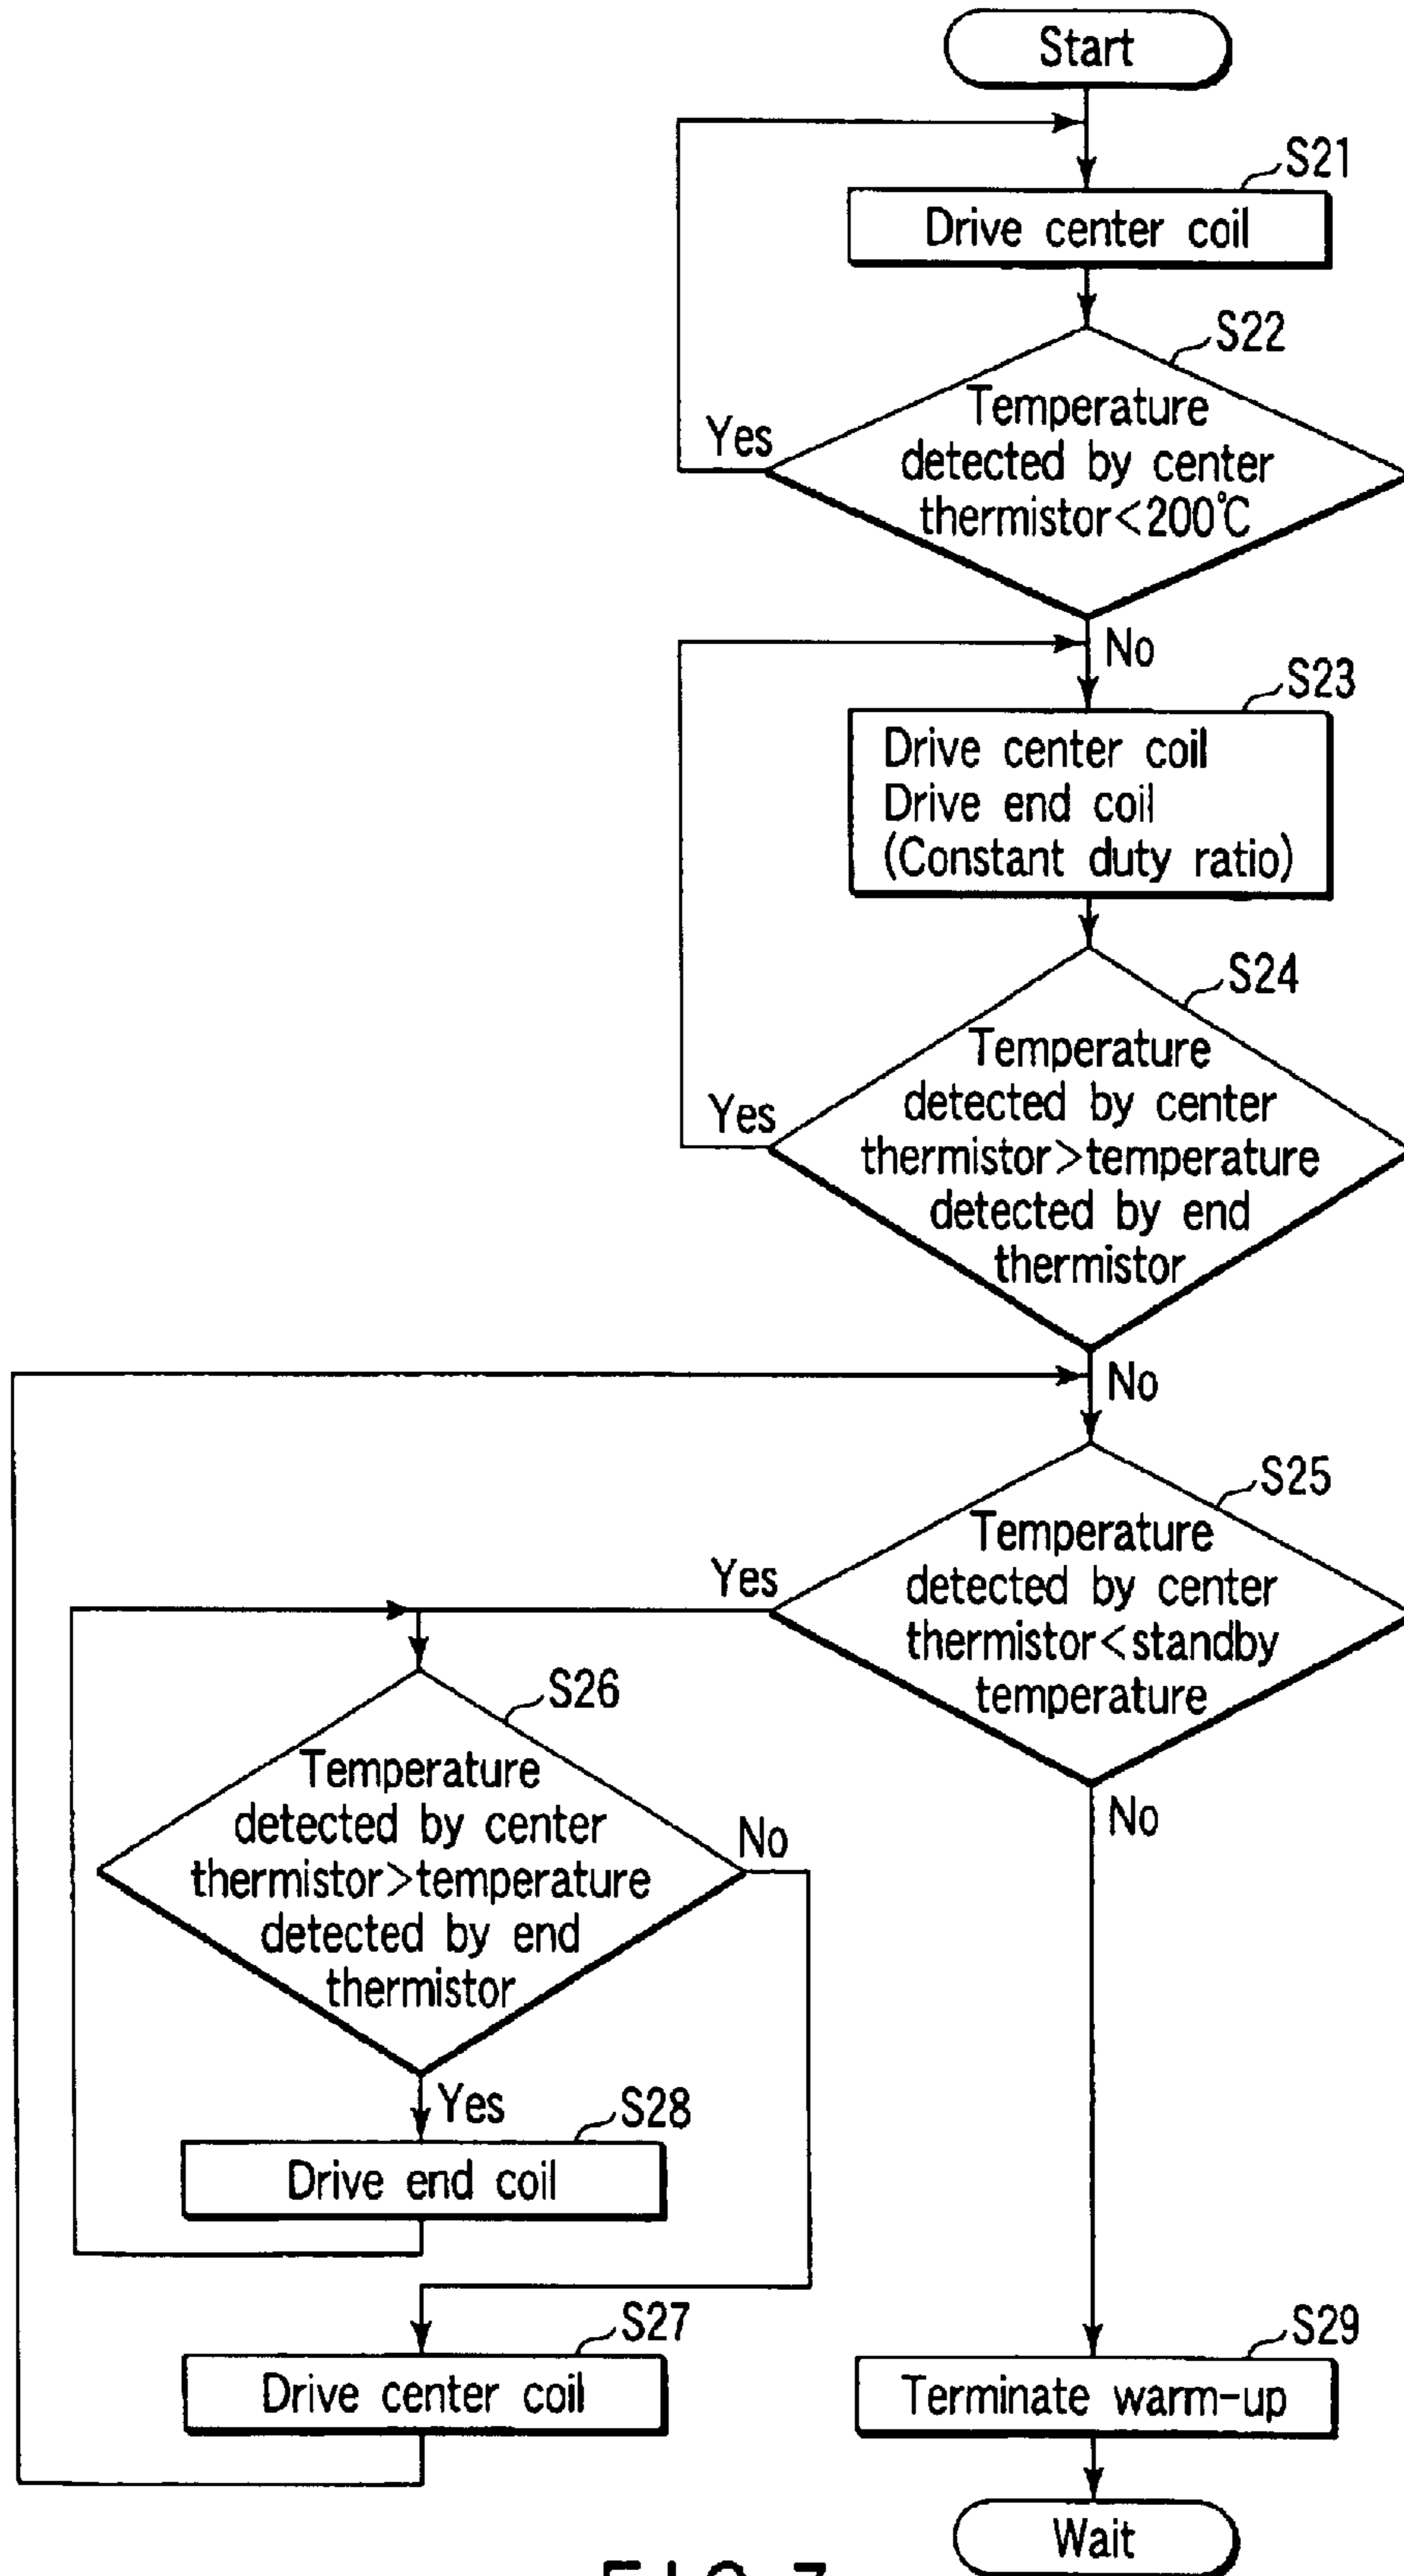 Start
S21
Drive center coil
S22
Temperature
detected by center
thermistor<200℃
Yes
No
S23
Drive center coil
Drive end coil
(Constant duty ratio)
S24
Temperature
detected by center
thermistor>temperature
detected by end
thermistor
Yes
No
S25
Temperature
detected by center
thermistor<standby
temperature
Yes
No
S26
Temperature
detected by center
thermistor>temperature
detected by end
thermistor
No
Yes
S28
Drive end coil
S27
Drive center coil
S29
Terminate warm-up
Wait